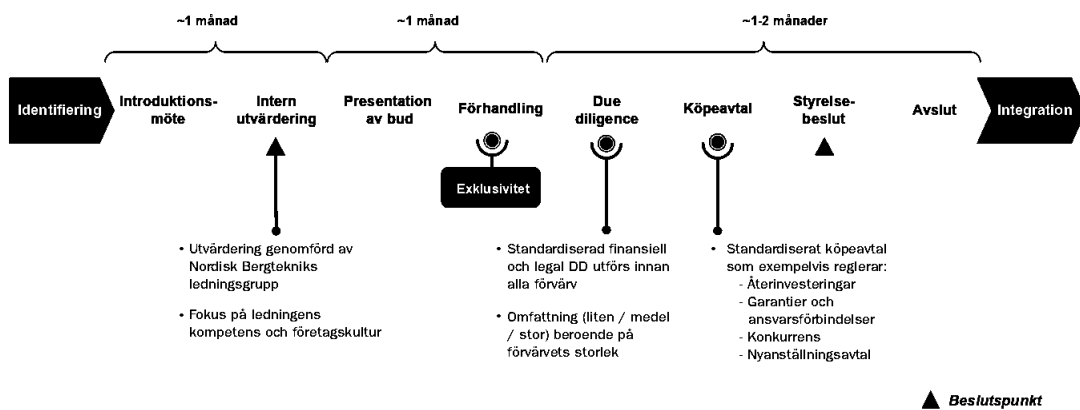 ~1 månad
~1 månad
~1-2 månader
Identifiering
Introduktions-
möte
Intern
utvärdering
Presentation
av bud
Förhandling
Due
diligence
Köpeavtal
Styrelse-
beslut
Avslut
Integration
Exklusivitet
• Utvärdering genomförd av
Nordisk Bergtekniks
ledningsgrupp
• Fokus på ledningens
kompetens och företagskultur
• Standardiserad finansiell
och legal DD utförs innan
alla förvärv
• Omfattning (liten / medel
/ stor) beroende på
förvärvets storlek
• Standardiserat köpeavtal
som exempelvis reglerar:
- Återinvesteringar
- Garantier och
ansvarsförbindelser
- Konkurrens
- Nyanställningsavtal
Beslutspunkt